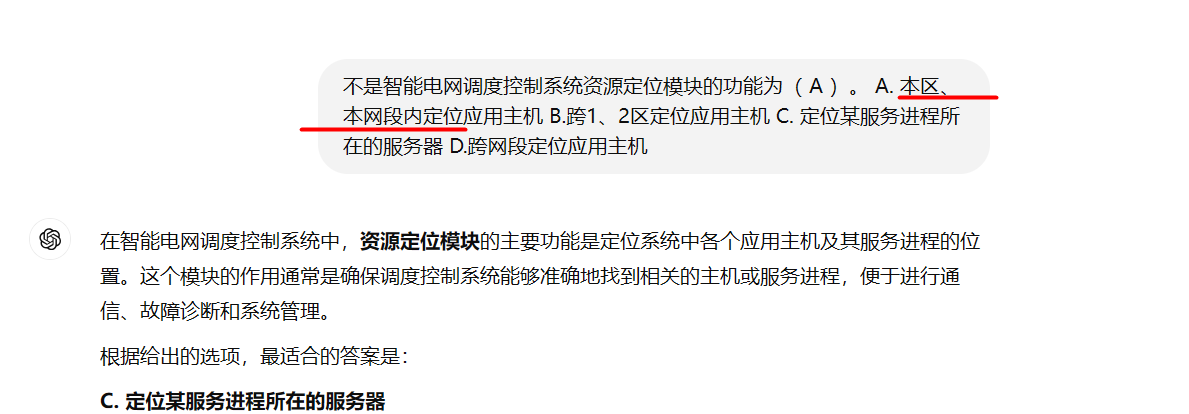 不是智能电网调度控制系统资源定位模块的功能为（ A ）。 A. 本区、
本网段内定位应用主机 B.跨1、2区定位应用主机 C. 定位某服务进程所
在的服务器 D.跨网段定位应用主机
在智能电网调度控制系统中，资源定位模块的主要功能是定位系统中各个应用主机及其服务进程的位
置。这个模块的作用通常是确保调度控制系统能够准确地找到相关的主机或服务进程，便于进行通
信、故障诊断和系统管理。
根据给出的选项，最适合的答案是：
C. 定位某服务进程所在的服务器